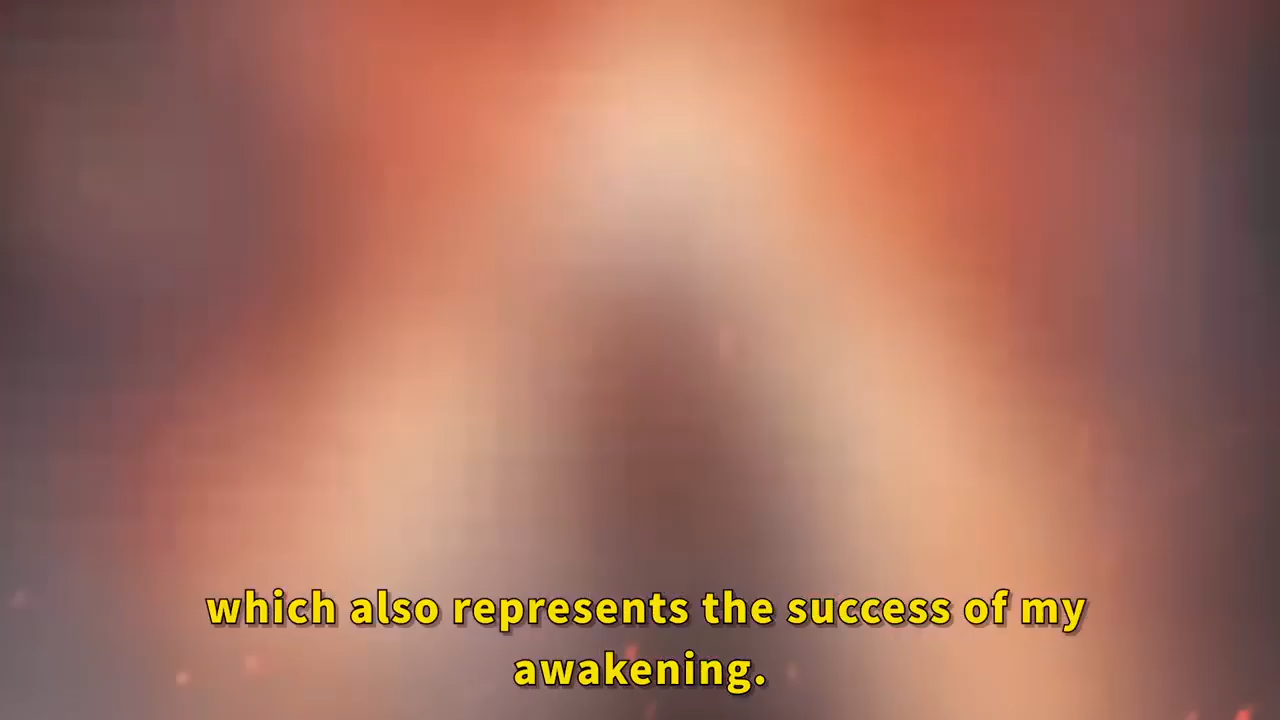 which also represents the success of my
awakening.